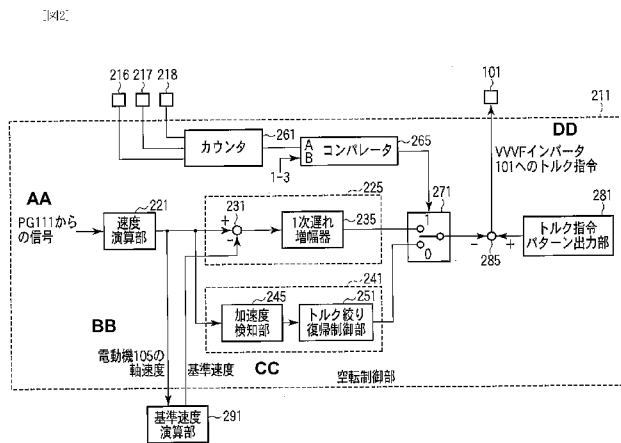 [図2]
216 217 218
101
211
カウンタ
261
A
B
コンパレータ
265
1-3
DD
VVVFインバータ
101へのトルク指令
AA
PG111から
の信号
221
速度
演算部
231
+
-
225
1次遅れ
増幅器
235
271
1
0
-
+
285
281
トルク指令
パターン出力部
241
245
加速度
検知部
251
トルク絞り
復帰制御部
BB
電動機105の
軸速度
基準速度
CC
空転制御部
基準速度
演算部
291